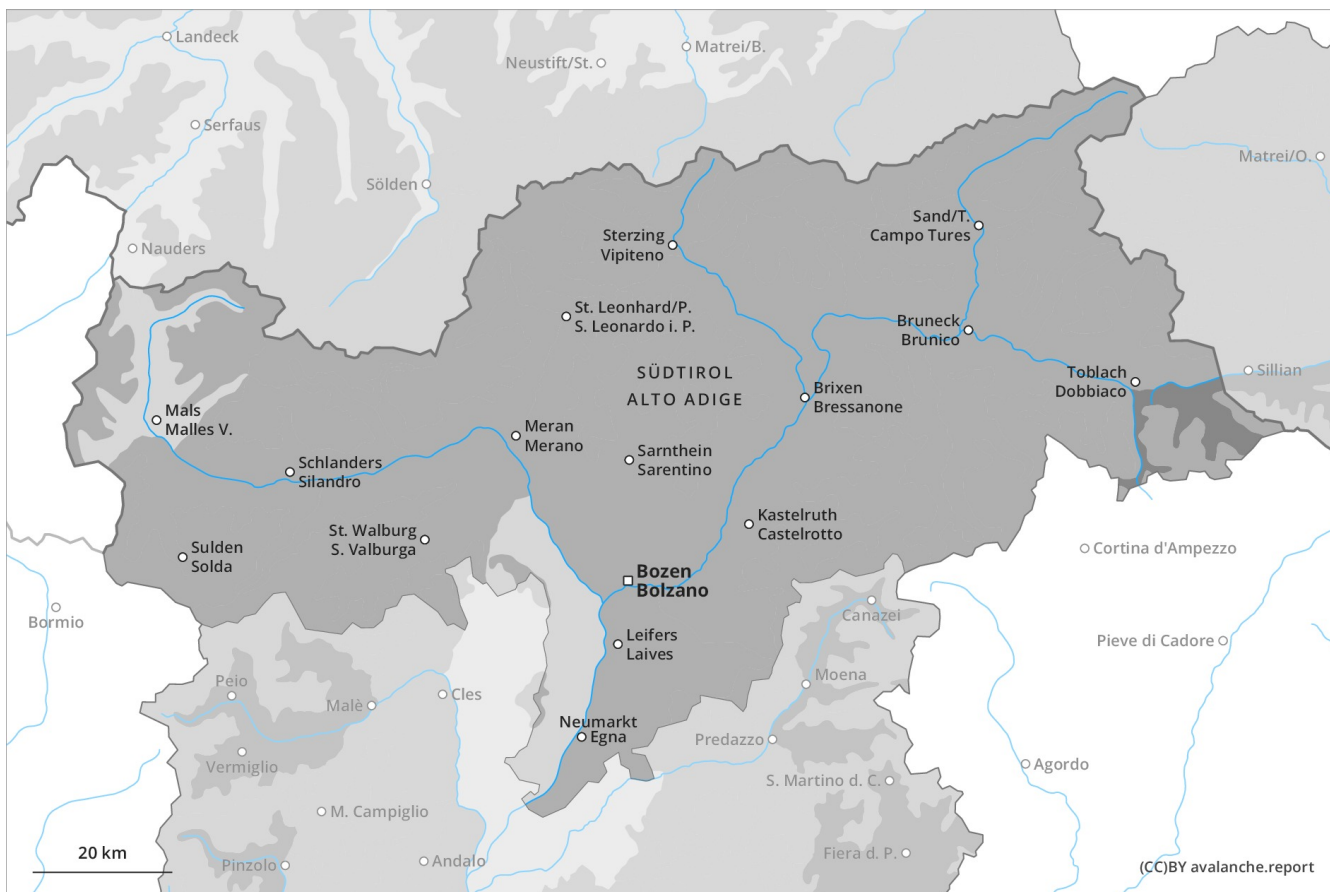 Landeck
Matrei/B.
Neustift/St.
Serfaus
Matrei/O.
Sölden
Sand/T.
Campo Tures
Sterzing
Vipiteno
Nauders
St. Leonhard/P.
S. Leonardo i. P.
Bruneck
Brunico
SÜDTIROL
ALTO ADIGE
Toblach
Dobbiaco
Sillian
Brixen
Bressanone
Mals
Malles V.
Meran
Merano
Sarnthein
Sarentino
Schlanders
Silandro
Kastelruth
Castelrotto
St. Walburg
S. Valburga
Sulden
Solda
Cortina d'Ampezzo
Bozen
Bolzano
Bormio
Canazei
Leifers
Laives
Pieve di Cadore
Moena
Peio
Cles
Malè
Neumarkt
Egna
Predazzo
Vermiglio
Agordo
S. Martino d. C.
M. Campiglio
20 km
Fiera d. P.
Pinzolo
Andalo
(CC)BY avalanche.report